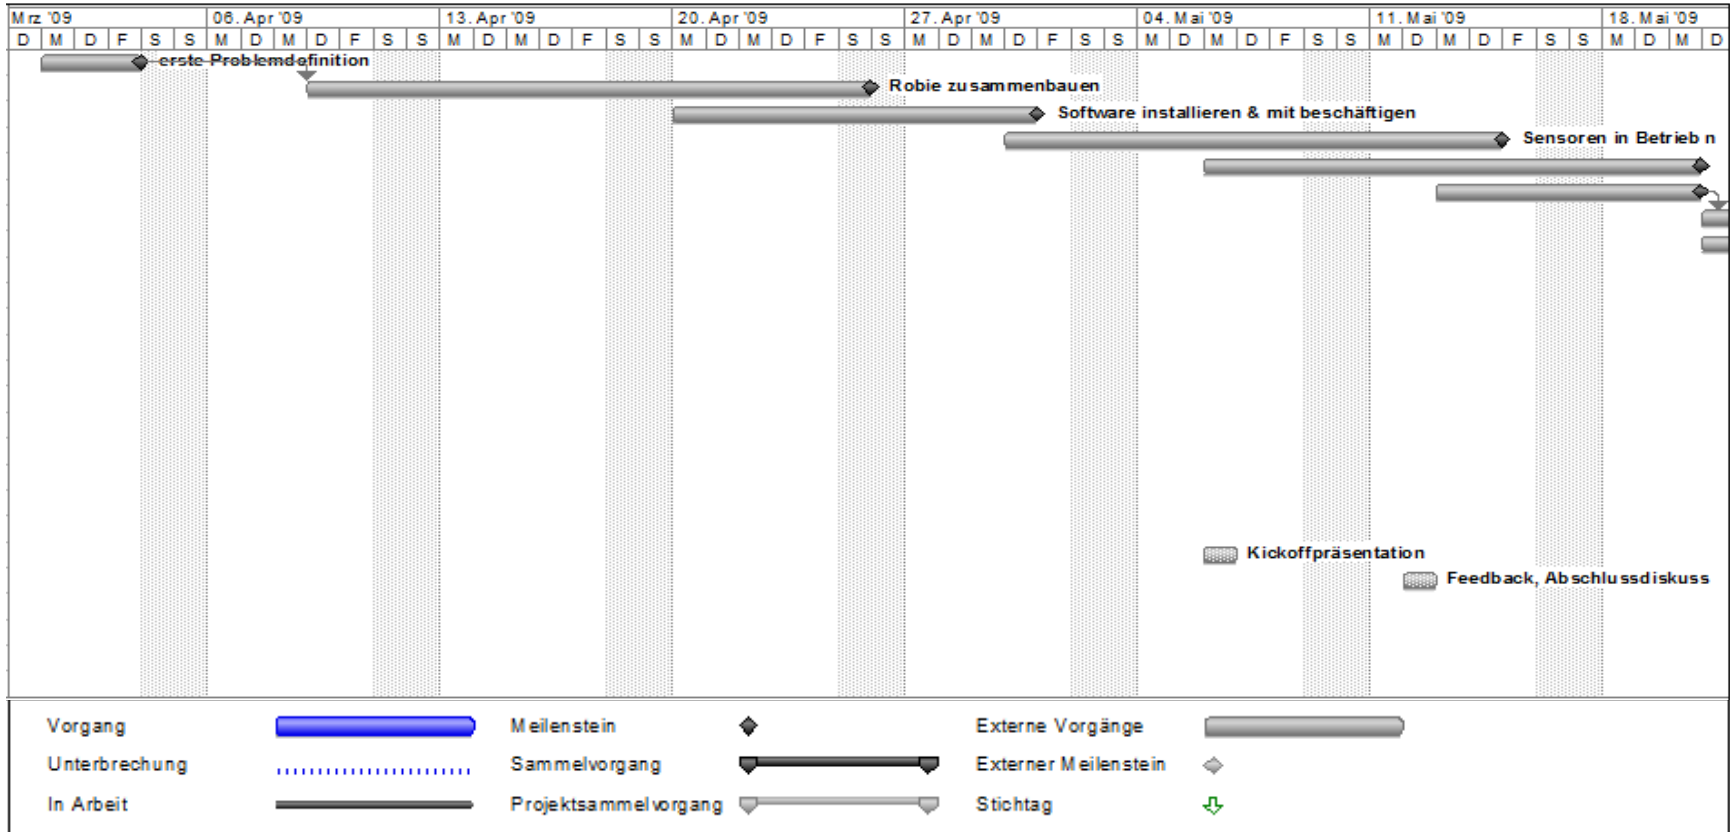 Mrz '09 06. Apr '09 13. Apr '09 20. Apr '09 27. Apr '09 04. Mai '09 11. Mai '09 18. Mai '09
D M D F S S M D M D F S S M D M D F S S M D M D F S S M D M D F S S M D M D F S S M D M D F S S M D M D
erste Problemdefinition
Robie zusammenbauen
Software installieren & mit beschäftigen
Sensoren in Betrieb n
Kickoffpräsentation
Feedback, Abschlussdiskuss
Vorgang Meilenstein Externe Vorgänge
Unterbrechung Sammelvorgang Externer Meilenstein
In Arbeit Projektsammelvorgang Stichtag